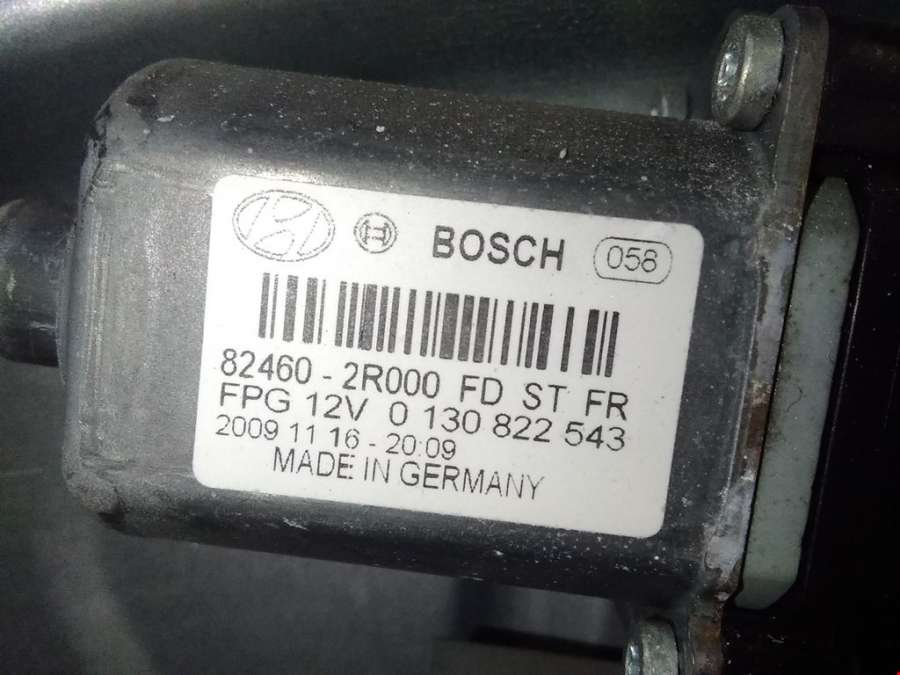 BOSCH 058
82460 - 2R000 FD ST FR
FPG 12V 0 130 822 543
2009 11 16 - 20:09
MADE IN GERMANY